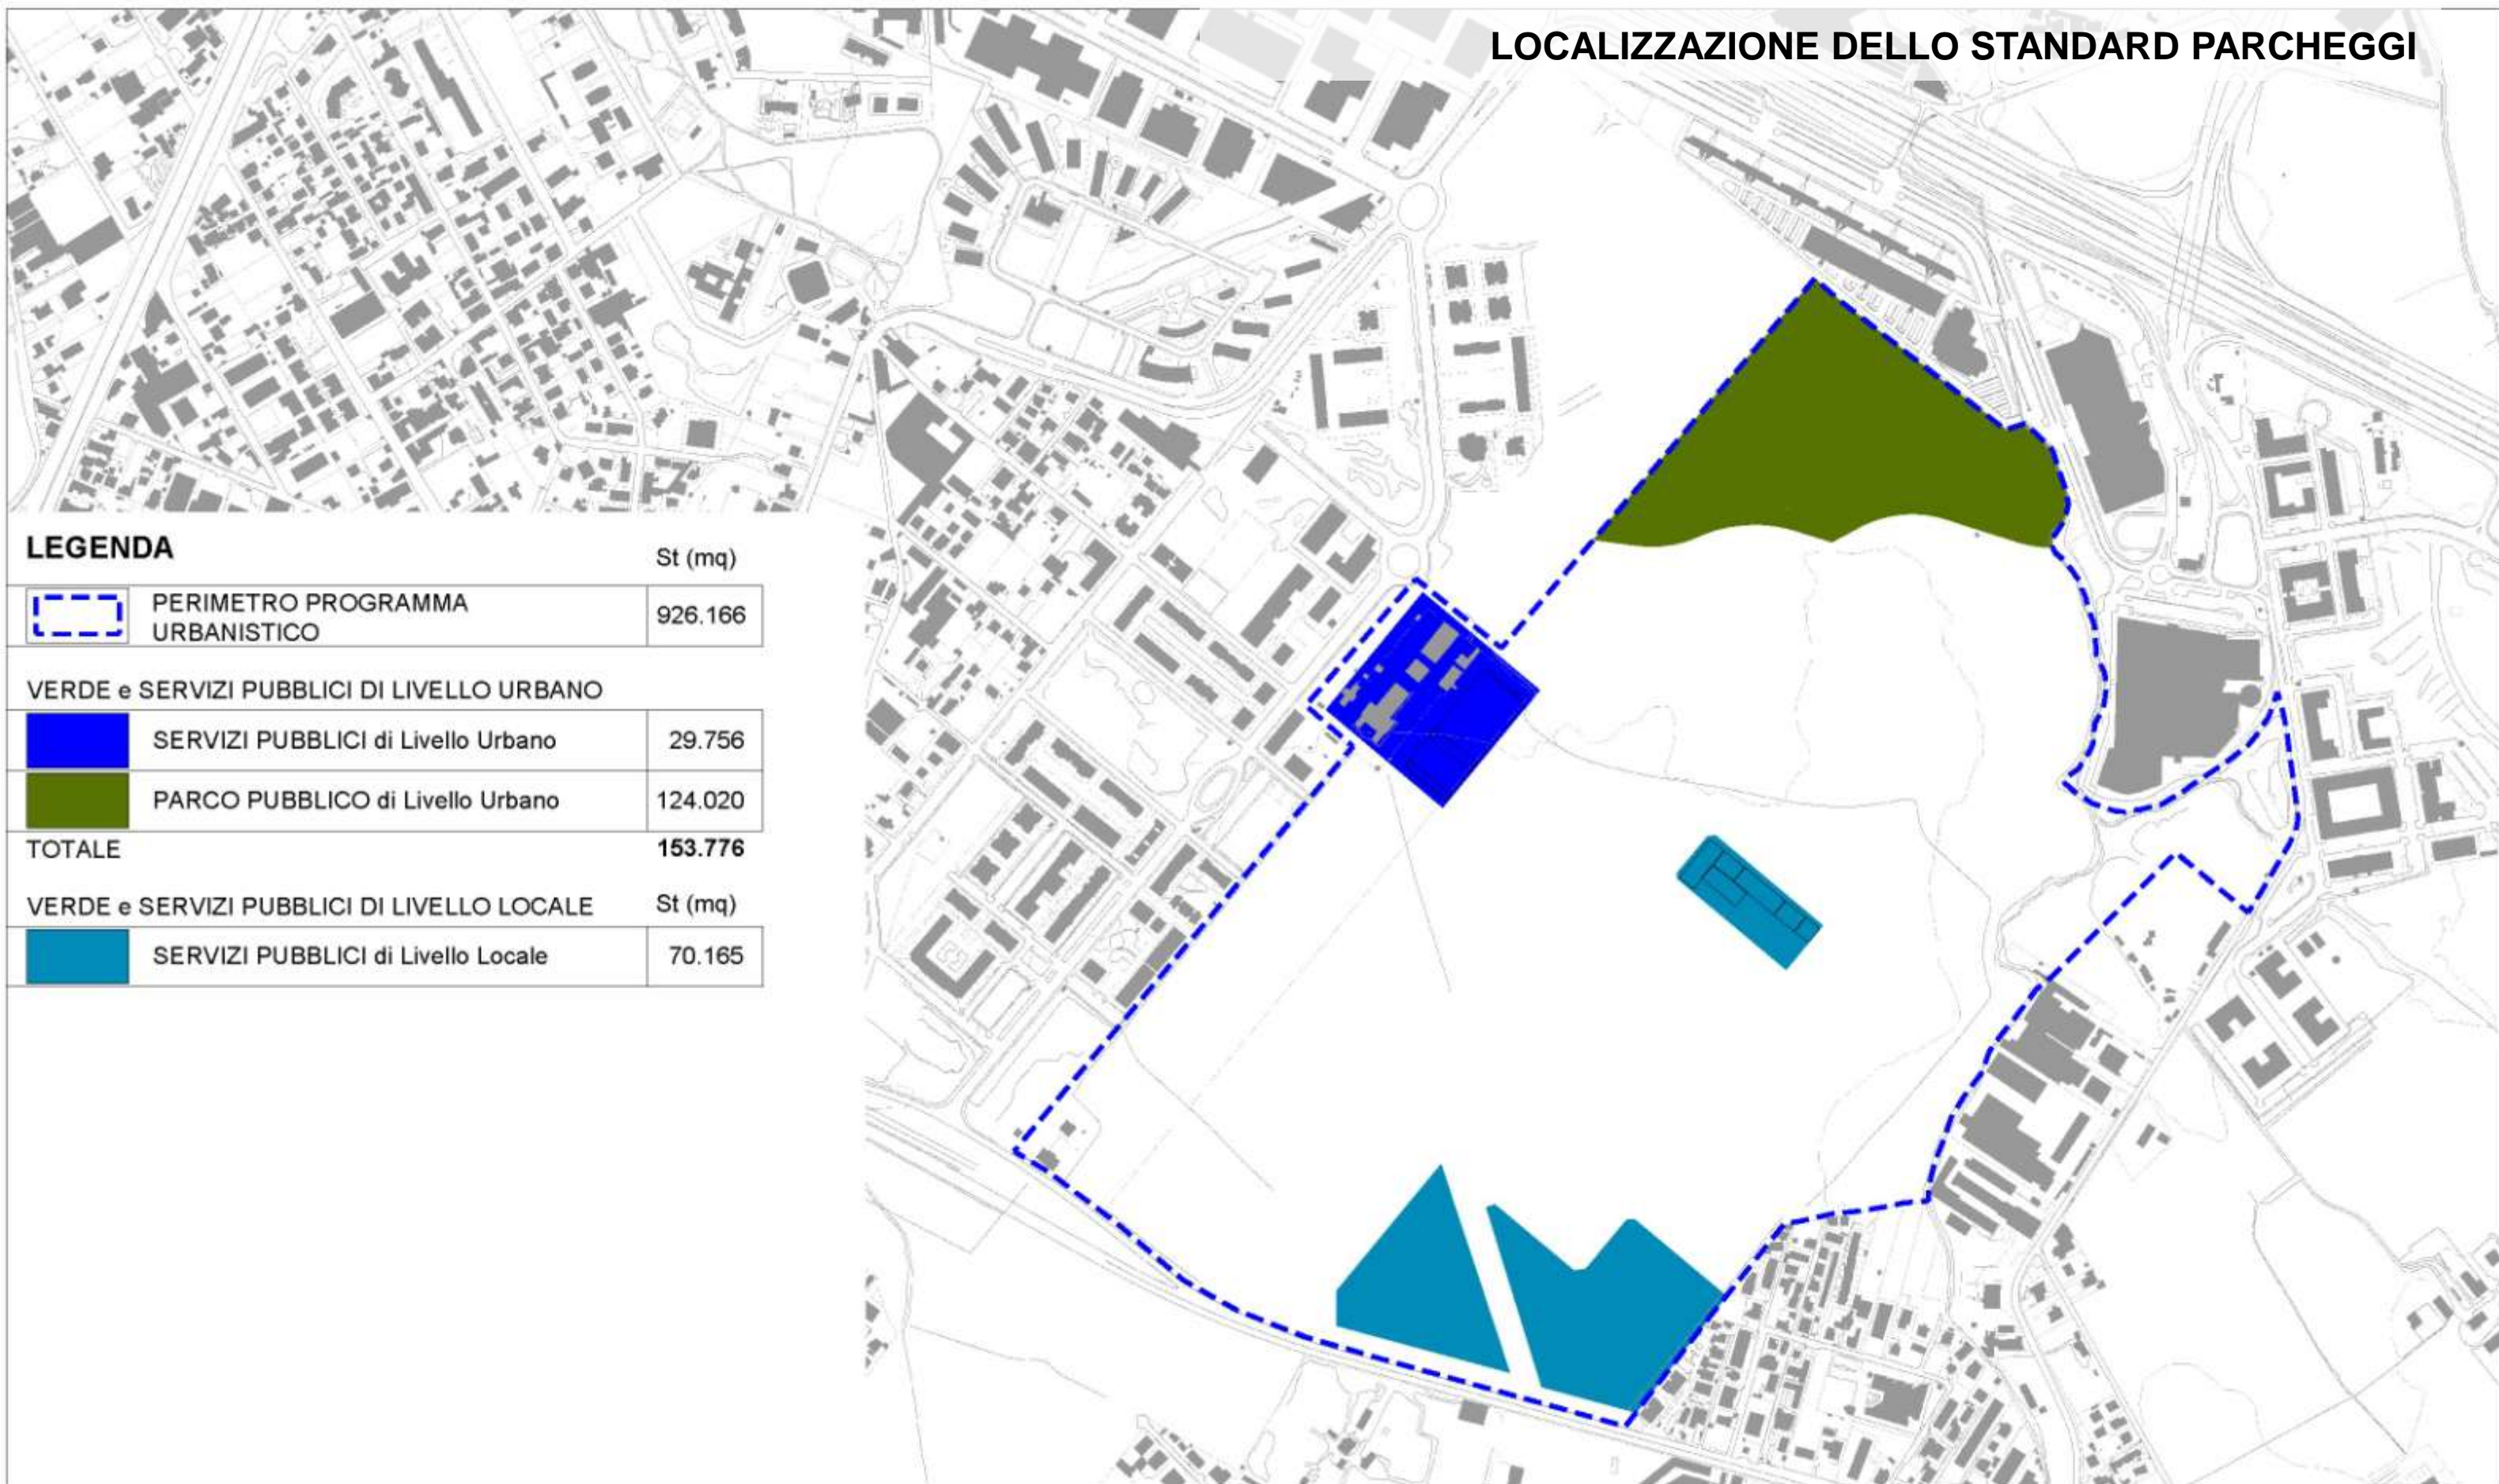 LOCALIZZAZIONE DELLO STANDARD PARCHEGGI
LEGENDA
St (mq)
PERIMETRO PROGRAMMA
URBANISTICO
926.166
VERDE e SERVIZI PUBBLICI DI LIVELLO URBANO
SERVIZI PUBBLICI di Livello Urbano
29.756
PARCO PUBBLICO di Livello Urbano
124.020
TOTALE
153.776
VERDE e SERVIZI PUBBLICI DI LIVELLO LOCALE
St (mq)
SERVIZI PUBBLICI di Livello Locale
70.165